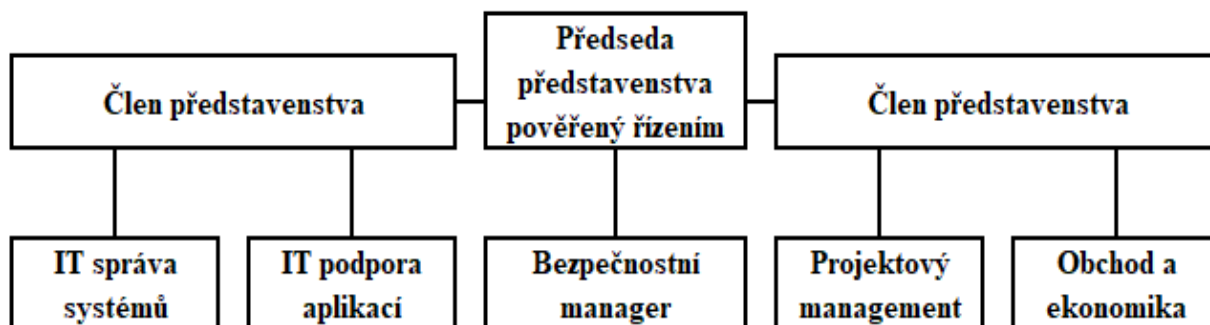 Předseda
představenstva
pověřený řízením
Člen představenstva
Člen představenstva
IT správa
systémů
IT podpora
aplikací
Bezpečnostní
manager
Projektový
management
Obchod a
ekonomika